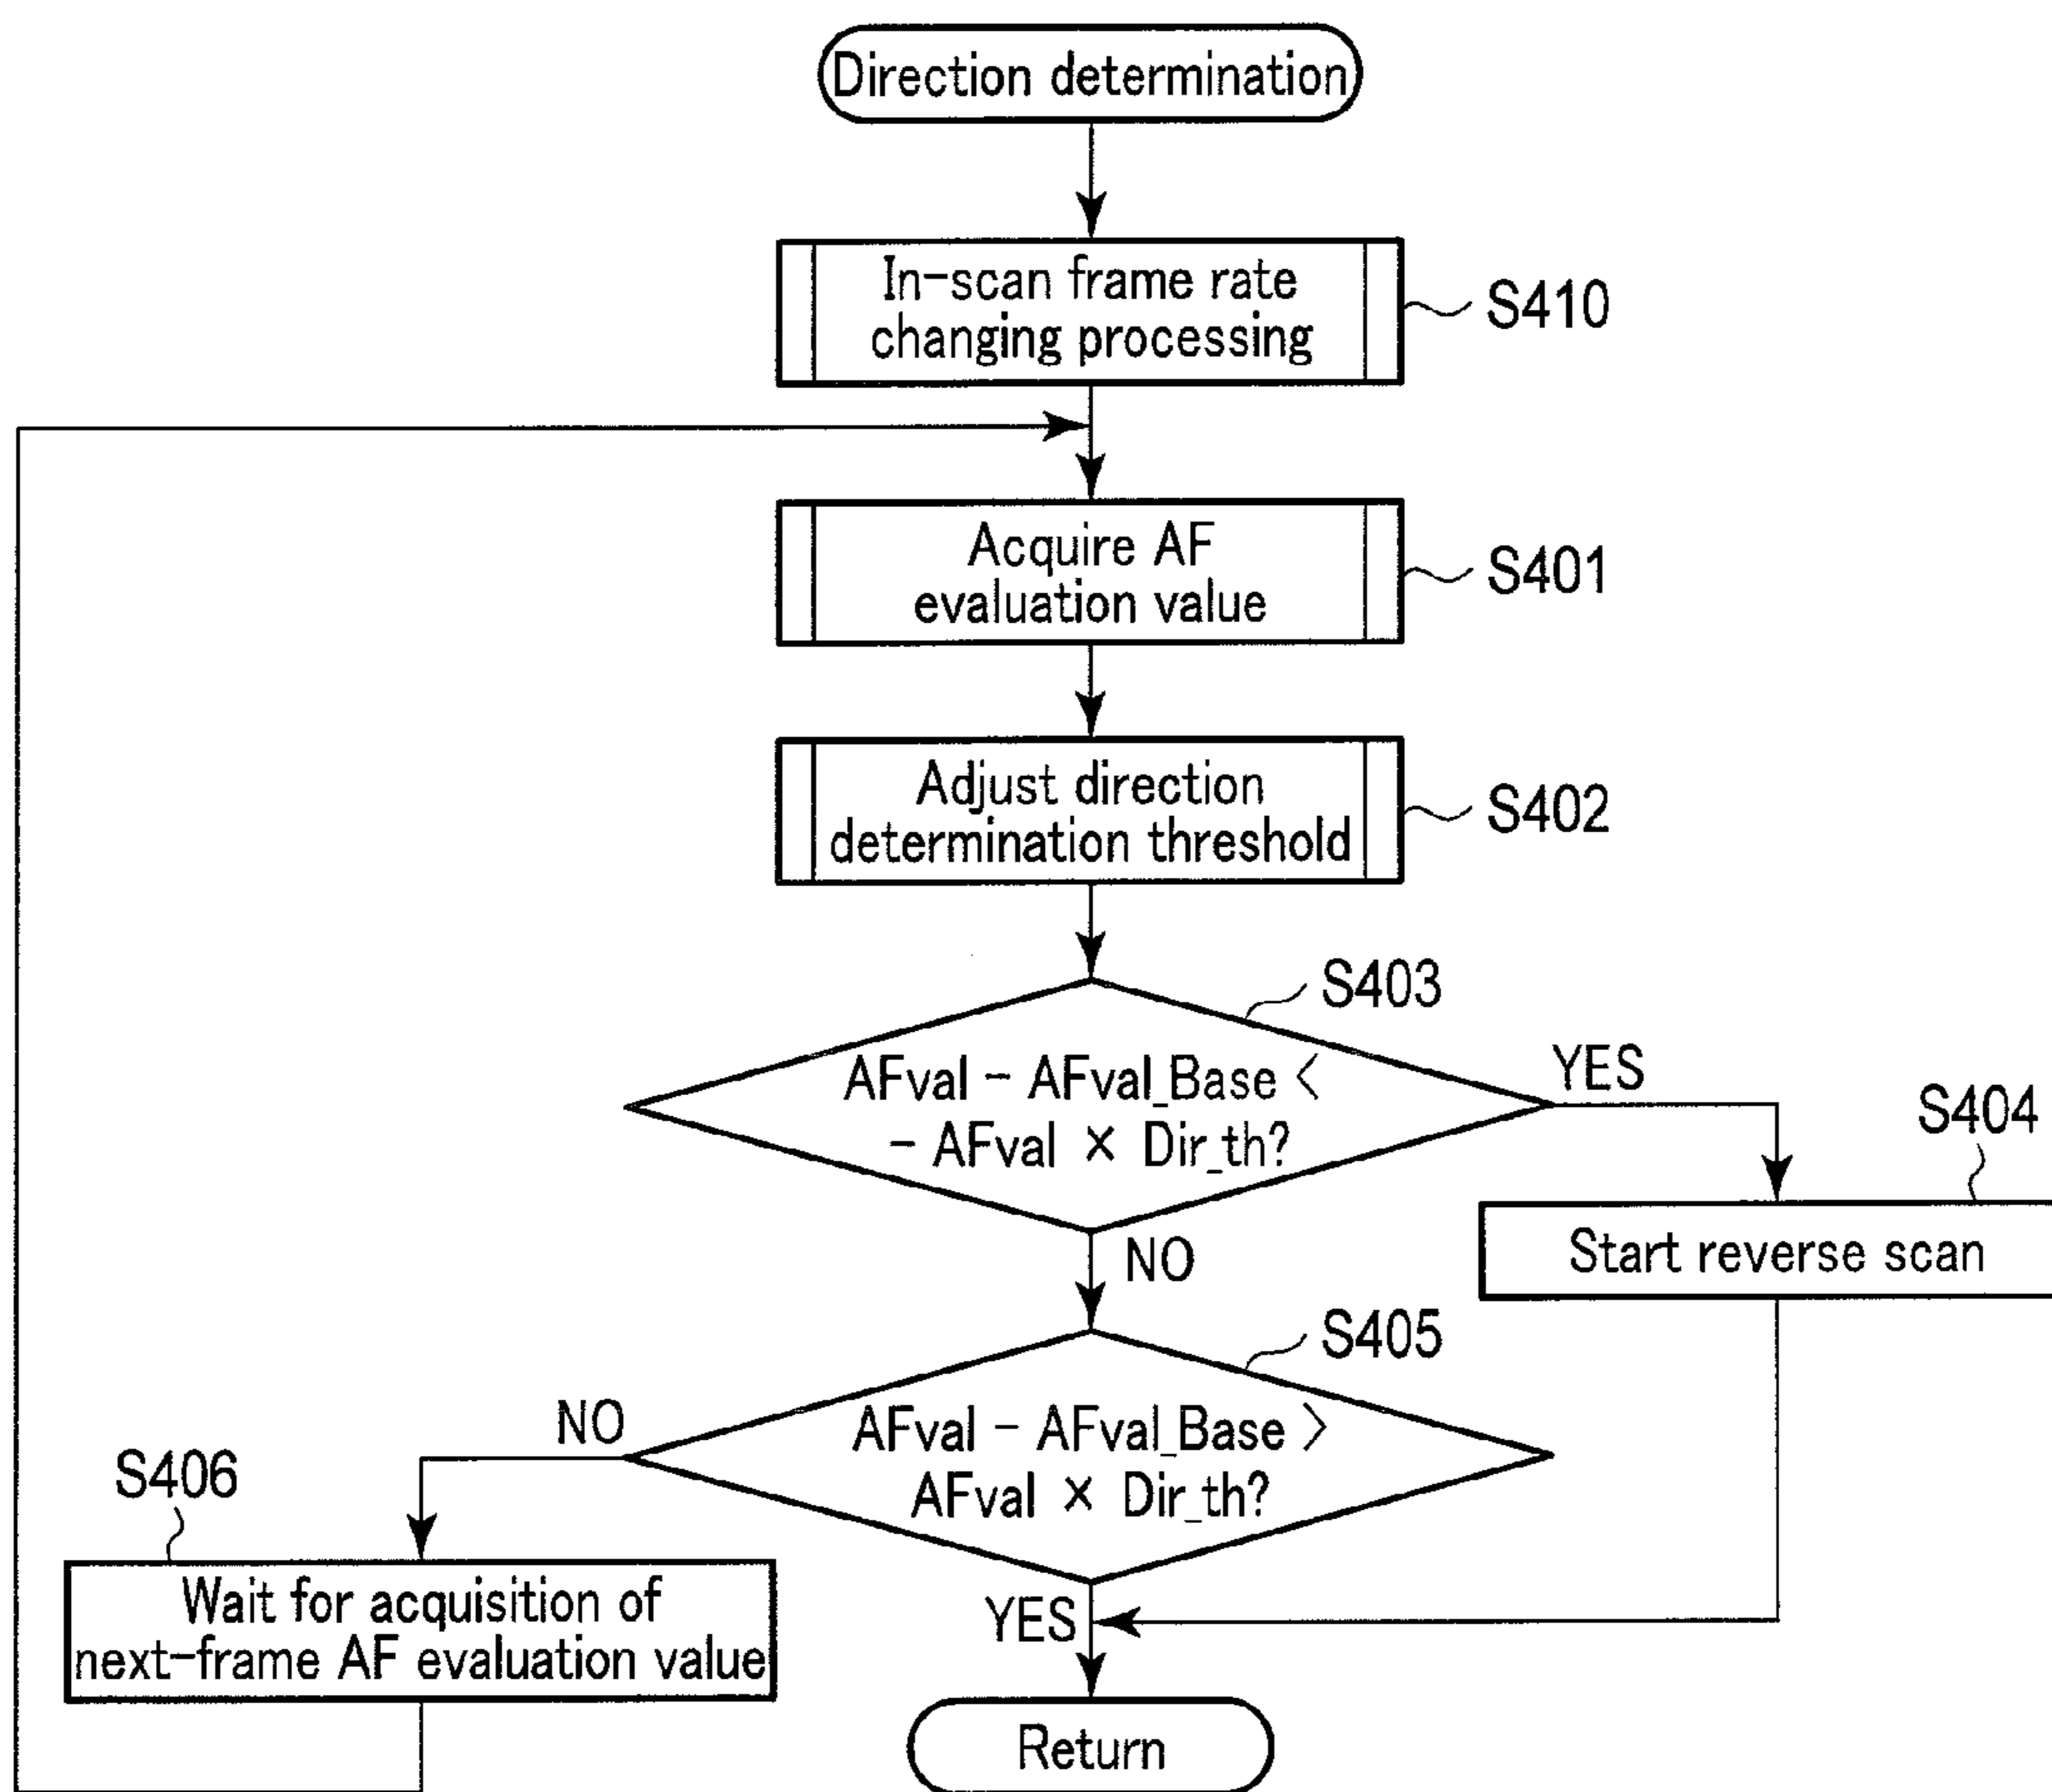 Direction determination
In-scan frame rate
changing processing
S410
Acquire AF
evaluation value
S401
Adjust direction
determination threshold
S402
S403
AFval - AFval_Base <
- AFval × Dir_th?
YES
S404
Start reverse scan
NO
S405
AFval - AFval_Base >
AFval × Dir_th?
NO
S406
Wait for acquisition of
next-frame AF evaluation value
YES
Return